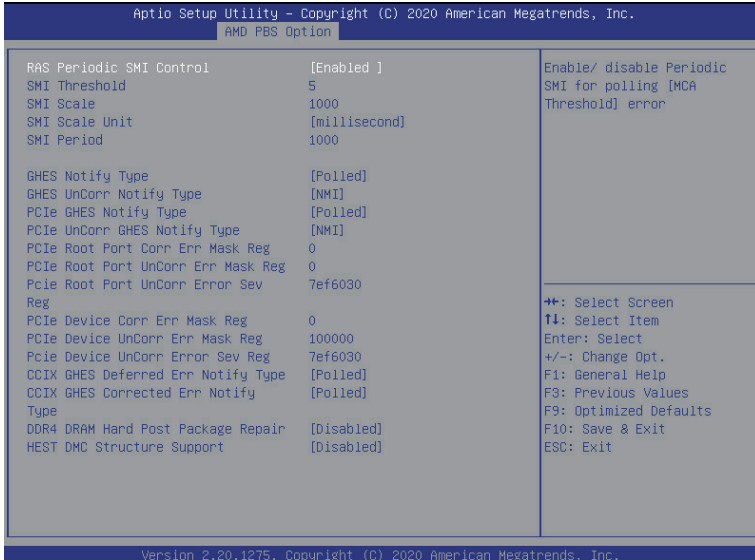 Aptio Setup Utility – Copyright (C) 2020 American Megatrends, Inc.
AMD PBS Option
RAS Periodic SMI Control [Enabled ]
SMI Threshold 5
SMI Scale 1000
SMI Scale Unit [millisecond]
SMI Period 1000
GHES Notify Type [Polled]
GHES UnCorr Notify Type [NMI]
PCIe GHES Notify Type [Polled]
PCIe UnCorr GHES Notify Type [NMI]
PCIe Root Port Corr Err Mask Reg 0
PCIe Root Port UnCorr Err Mask Reg 0
Pcie Root Port UnCorr Error Sev 7ef6030
Reg
PCIe Device Corr Err Mask Reg 0
PCIe Device UnCorr Err Mask Reg 100000
Pcie Device UnCorr Error Sev Reg 7ef6030
CCIX GHES Deferred Err Notify Type [Polled]
CCIX GHES Corrected Err Notify [Polled]
Type
DDR4 DRAM Hard Post Package Repair [Disabled]
HEST DMC Structure Support [Disabled]
Enable/ disable Periodic
SMI for polling [MCA
Threshold] error
→←: Select Screen
↑↓: Select Item
Enter: Select
+/-: Change Opt.
F1: General Help
F3: Previous Values
F9: Optimized Defaults
F10: Save & Exit
ESC: Exit
Version 2.20.1275. Copyright (C) 2020 American Megatrends, Inc.